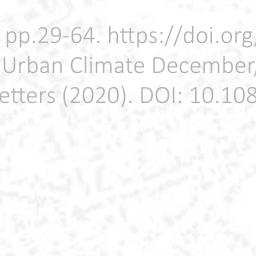 pp.29-64. https://doi.org/
Urban Climate December/
etters (2020). DOI: 10.108